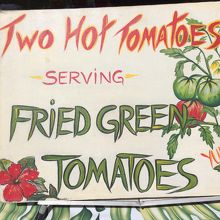 Two Hot Tomatoes
SERVING
FRIED GREEN
TOMATOES